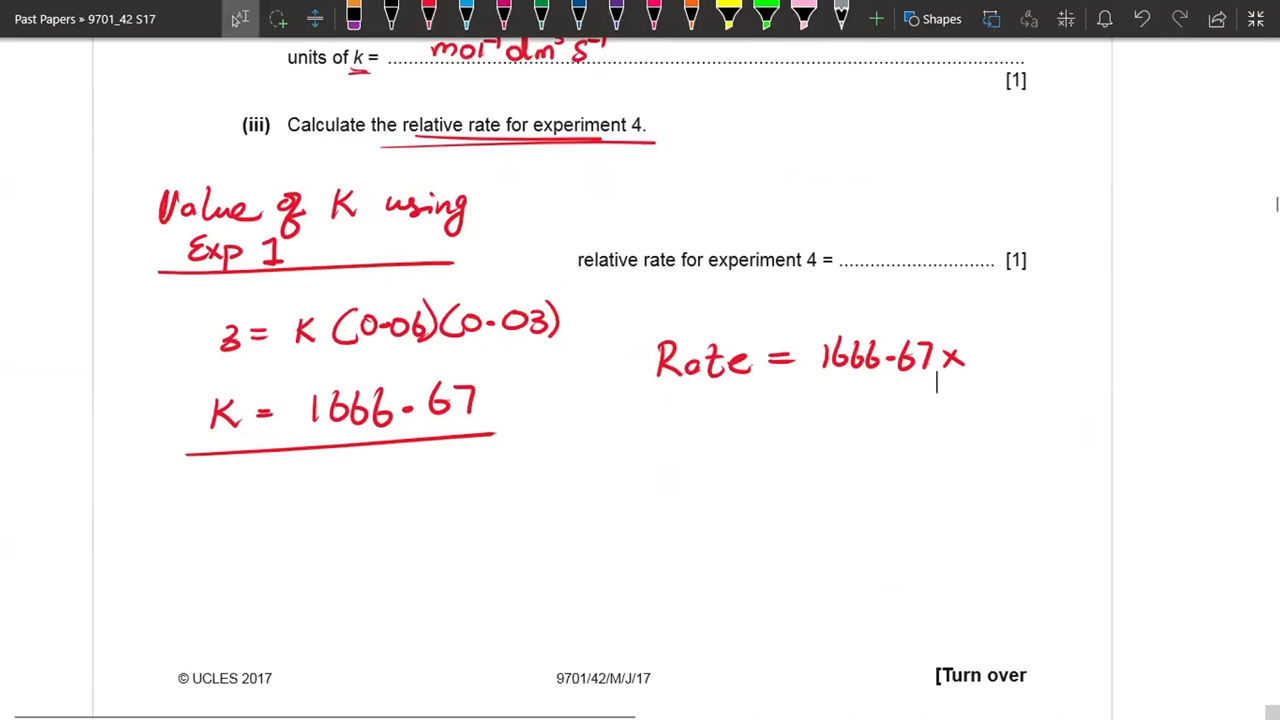 Past Papers » 9701_42 S17
Shapes
units of k = mol⁻¹ dm³ s⁻¹
[1]
(iii) Calculate the relative rate for experiment 4.
Value of K using
Exp 1
relative rate for experiment 4 = ............................ [1]
3 = K (0.06)(0.03)
Rate = 1666.67 x
K = 1666.67
© UCLES 2017
9701/42/M/J/17
[Turn over